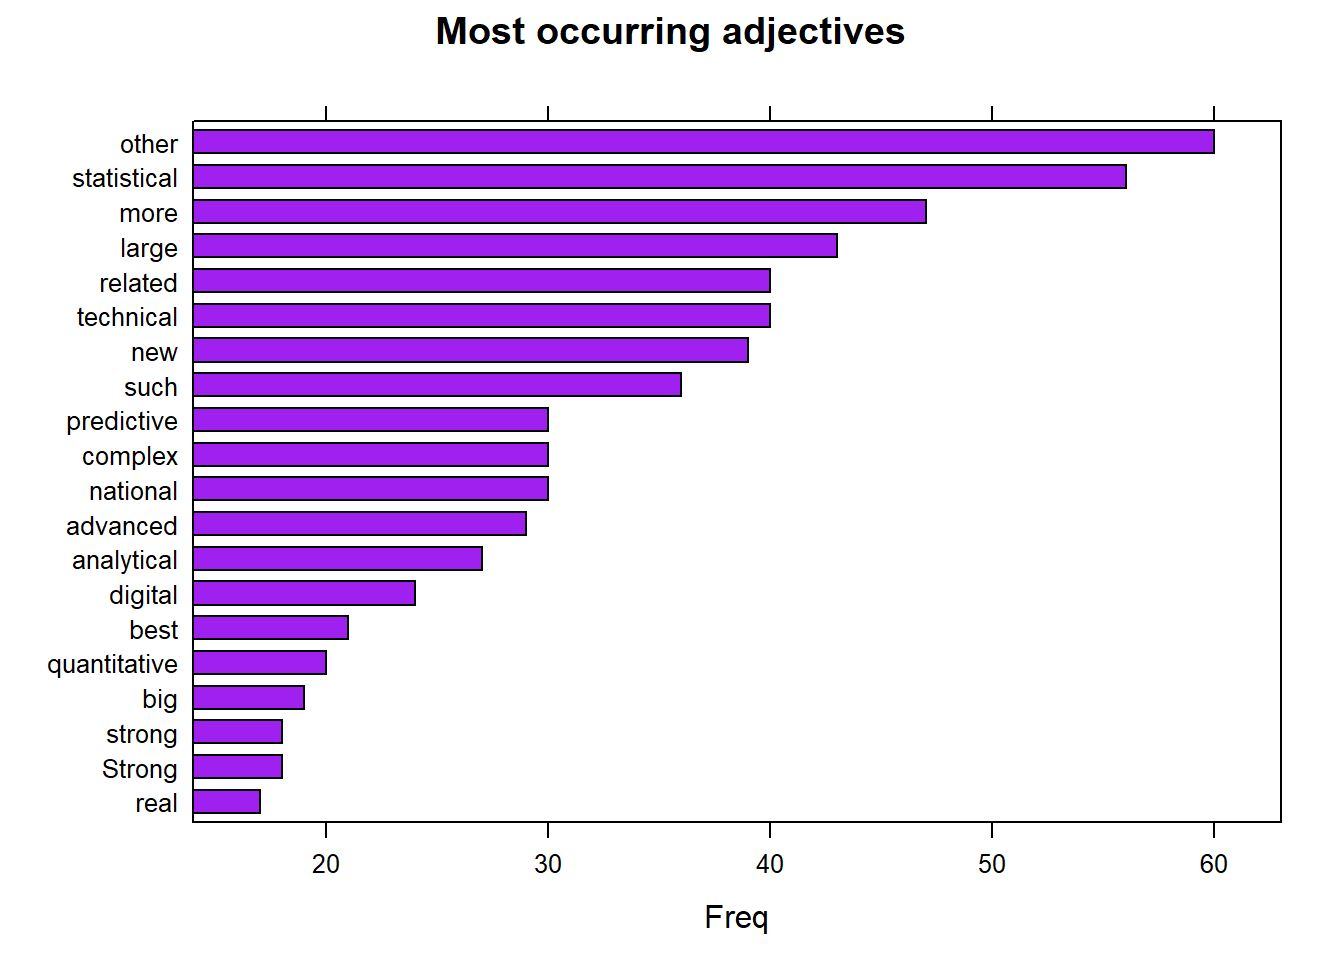 Most occurring adjectives
other
statistical
more
large
related
technical
new
such
predictive
complex
national
advanced
analytical
digital
best
quantitative
big
strong
Strong
real
20 30 40 50 60
Freq